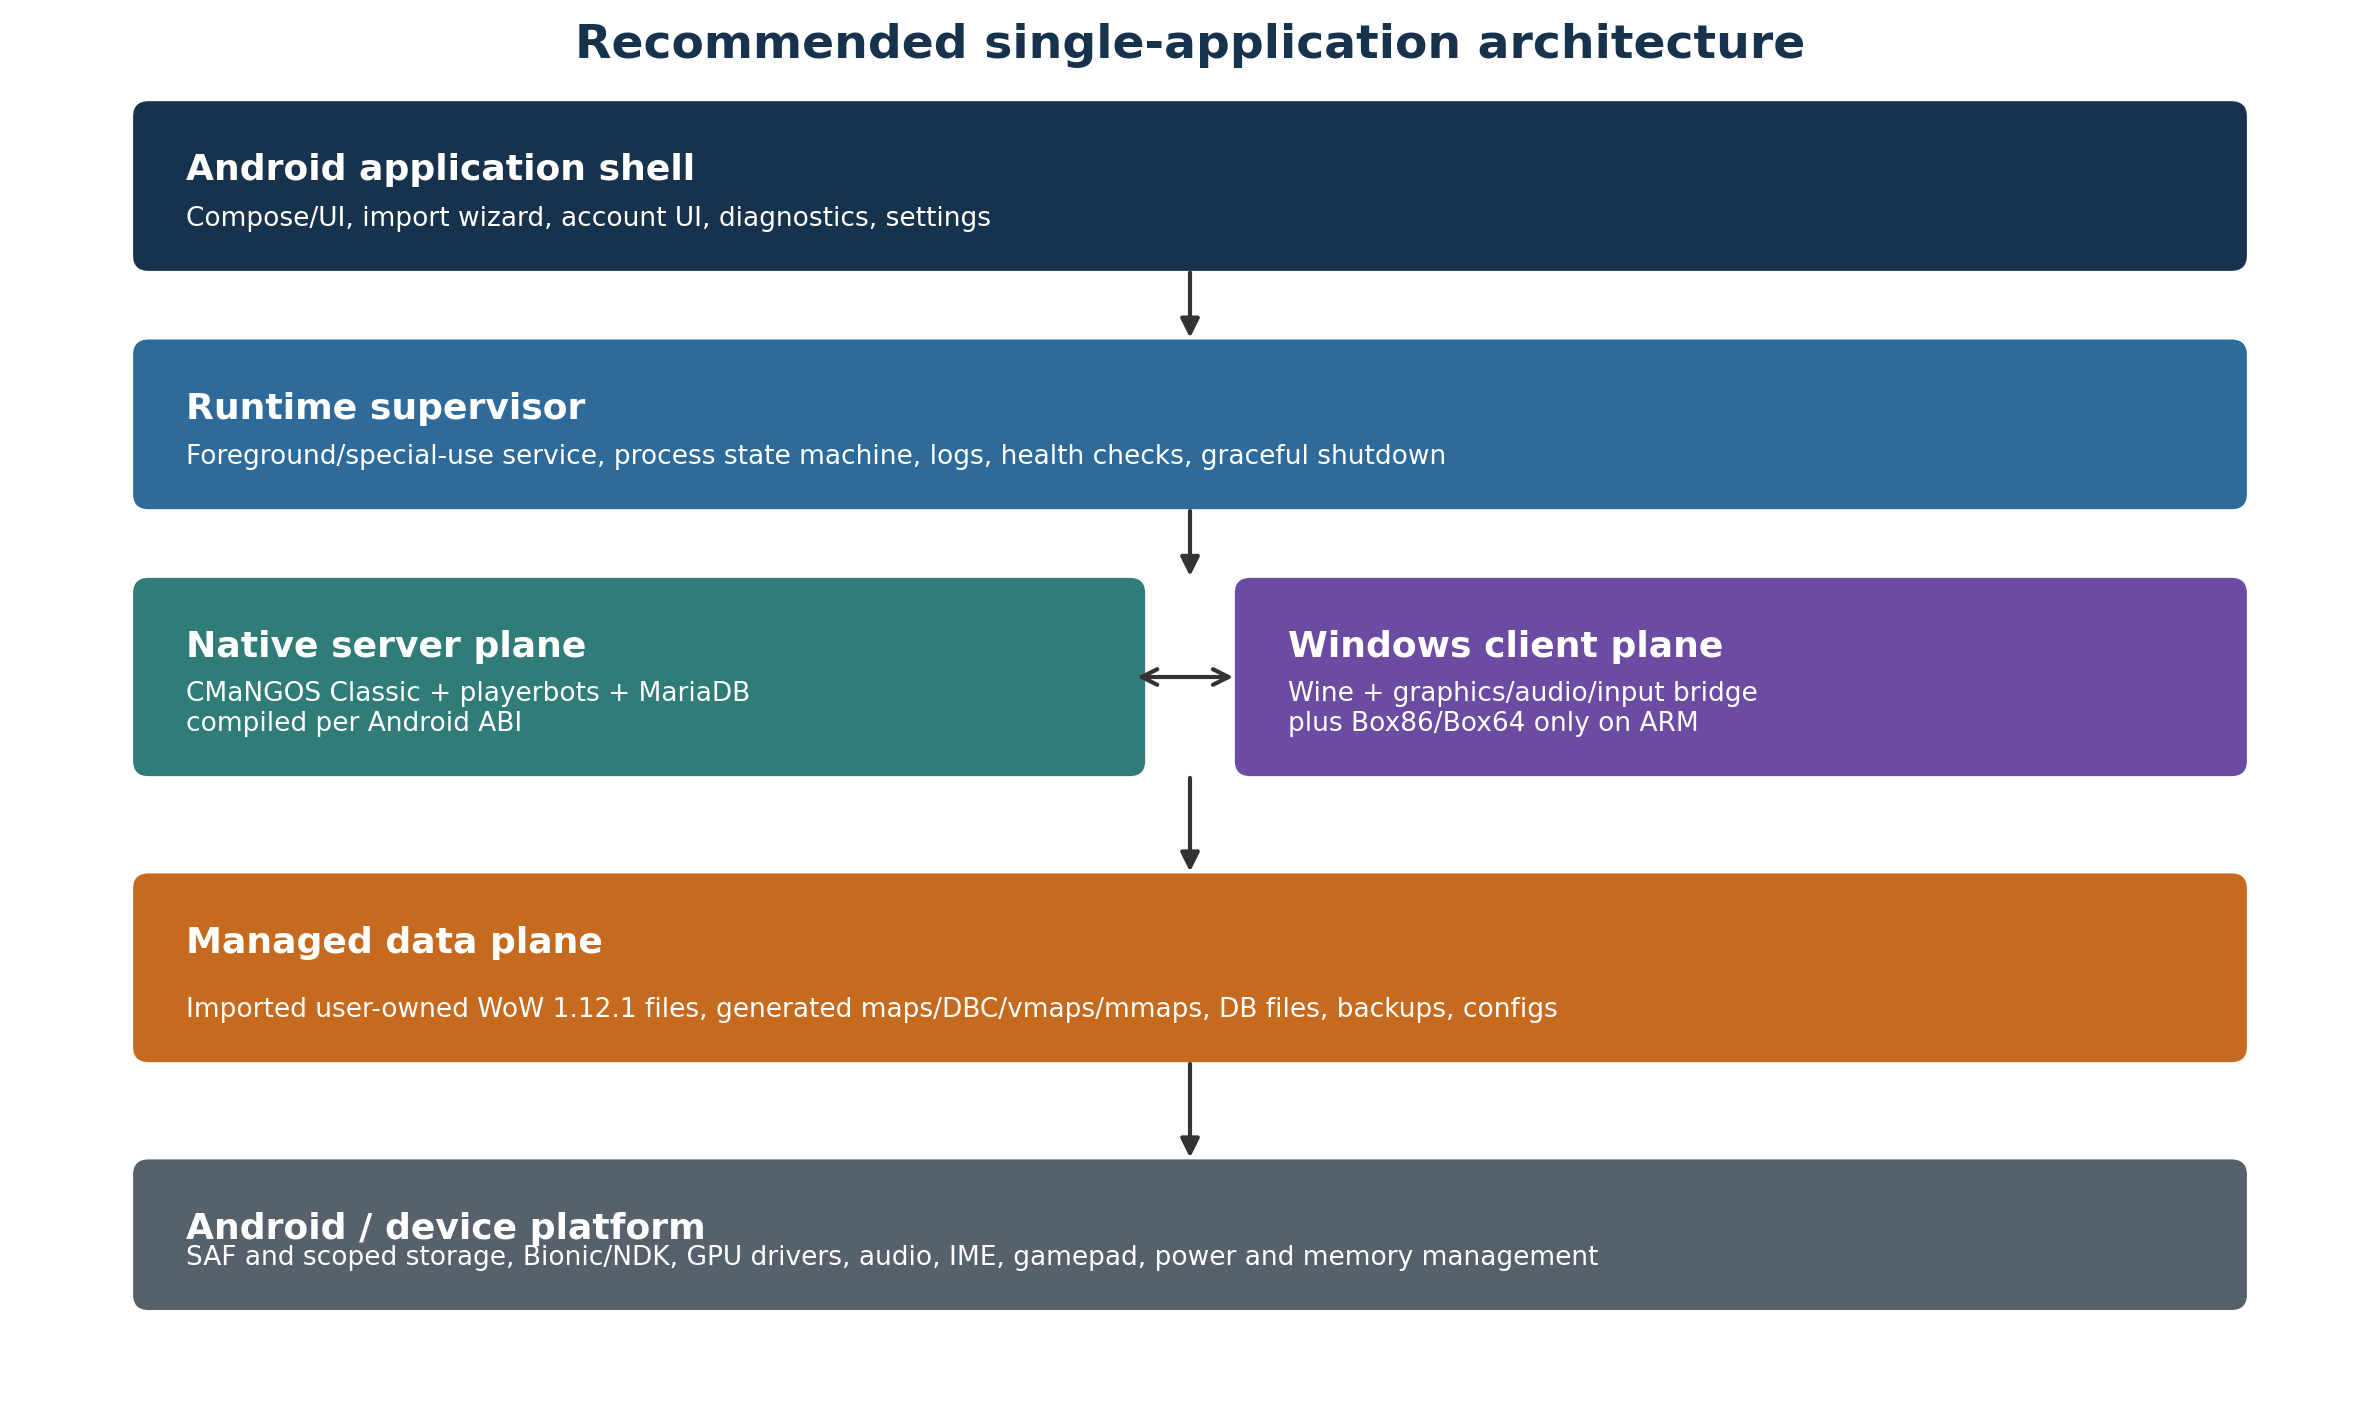 Recommended single-application architecture
Android application shell
Compose/UI, import wizard, account UI, diagnostics, settings
Runtime supervisor
Foreground/special-use service, process state machine, logs, health checks, graceful shutdown
Native server plane
CMaNGOS Classic + playerbots + MariaDB
compiled per Android ABI
Windows client plane
Wine + graphics/audio/input bridge
plus Box86/Box64 only on ARM
Managed data plane
Imported user-owned WoW 1.12.1 files, generated maps/DBC/vmaps/mmaps, DB files, backups, configs
Android / device platform
SAF and scoped storage, Bionic/NDK, GPU drivers, audio, IME, gamepad, power and memory management